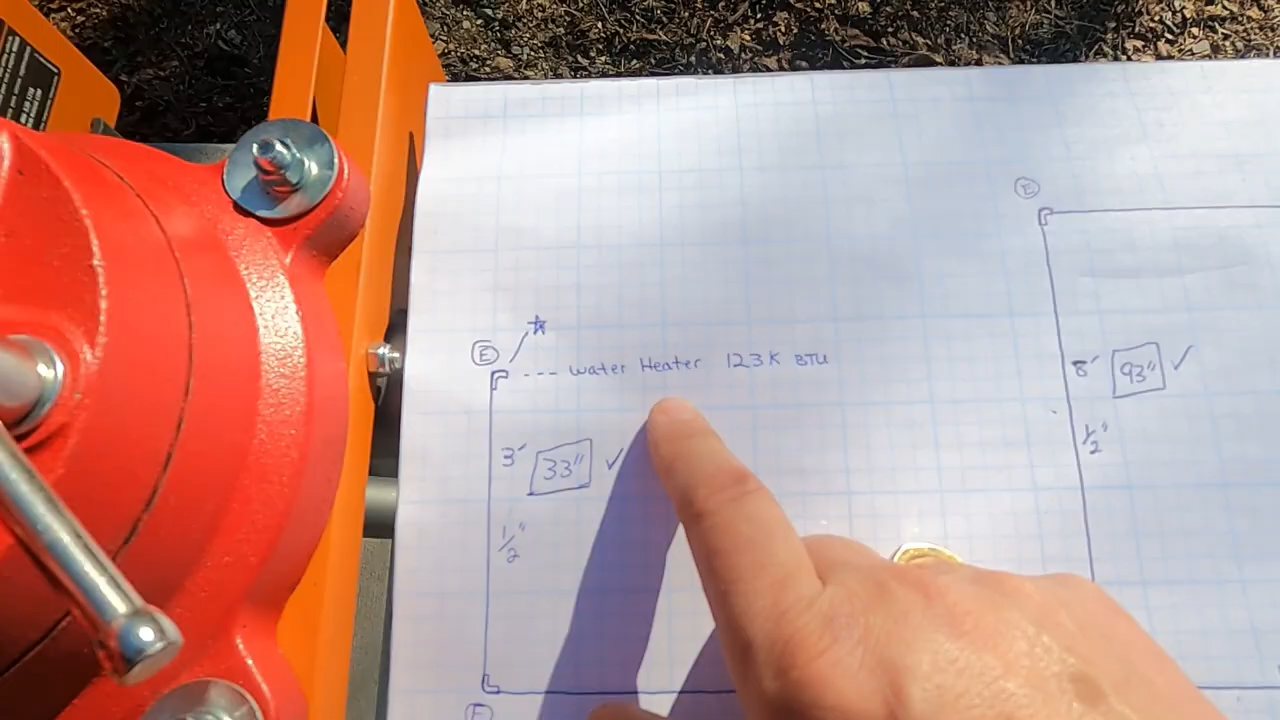 E
E
--- Water Heater 123K BTU
8' 93" ✓
3' 33" ✓
1/2"
1/2"
E